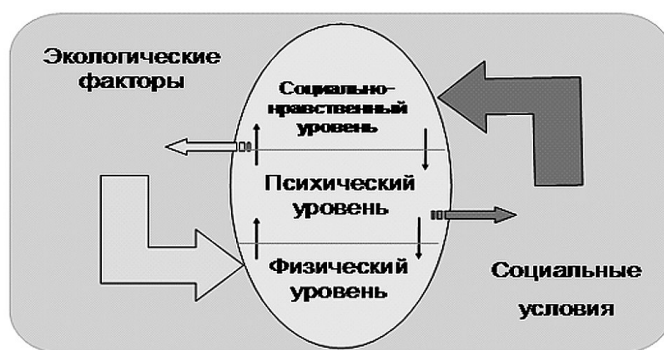 Экологические
факторы
Социально-
нравственный
уровень
Психический
уровень
Физический
уровень
Социальные
условия